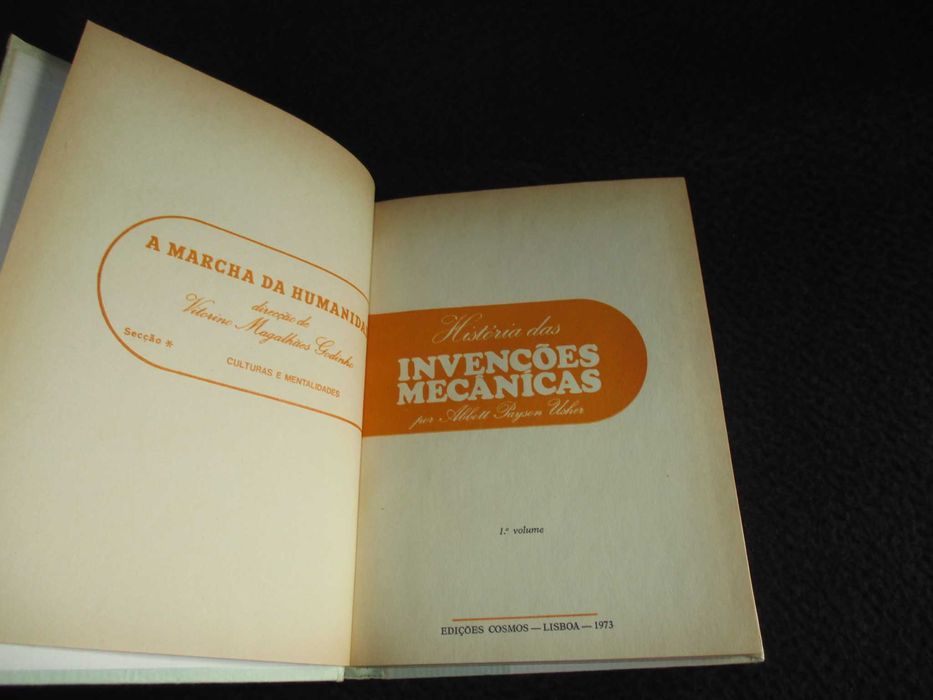 A MARCHA DA HUMANIDA
direcção de
Vitorino Magalhães Godinho
Secção *
CULTURAS E MENTALIDADES
História das
INVENÇÕES
MECÂNICAS
por Abbott Payson Usher
1.º volume
EDIÇÕES COSMOS — LISBOA — 1973